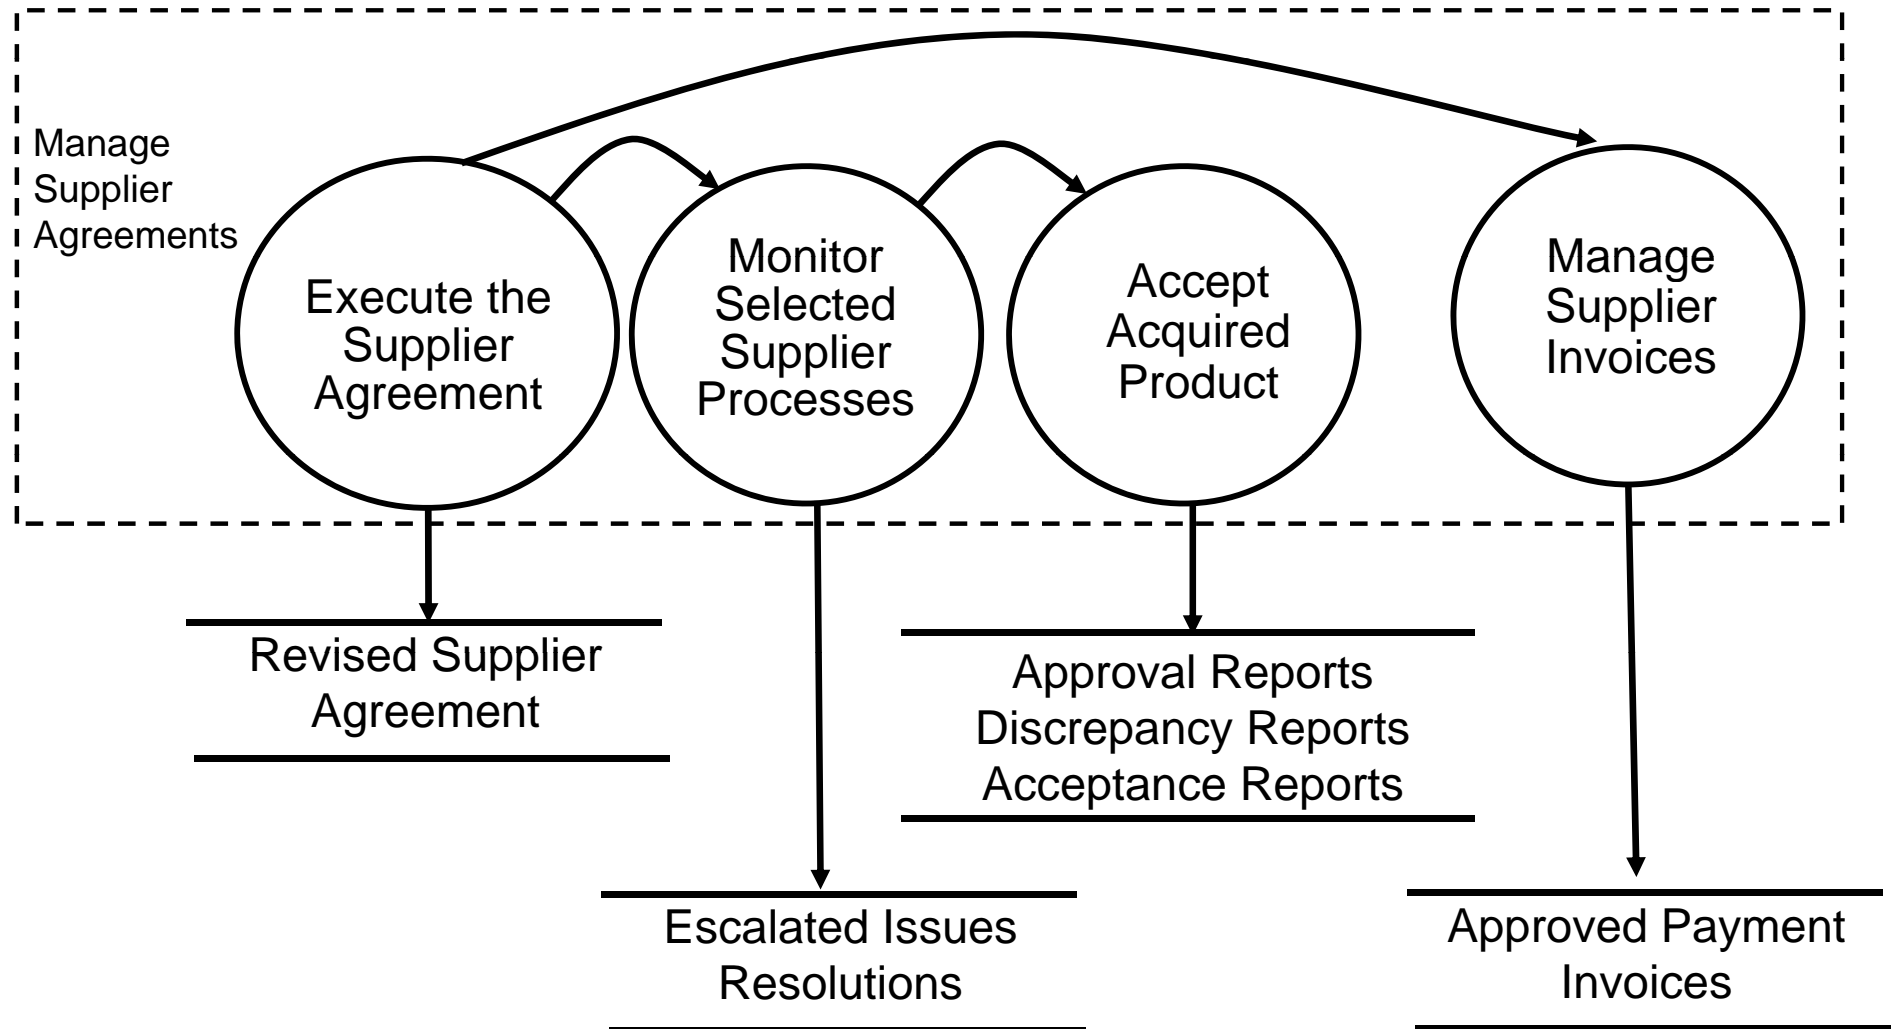 Manage
Supplier
Agreements
Execute the
Supplier
Agreement
Monitor
Selected
Supplier
Processes
Accept
Acquired
Product
Manage
Supplier
Invoices
Revised Supplier
Agreement
Approval Reports
Discrepancy Reports
Acceptance Reports
Escalated Issues
Resolutions
Approved Payment
Invoices